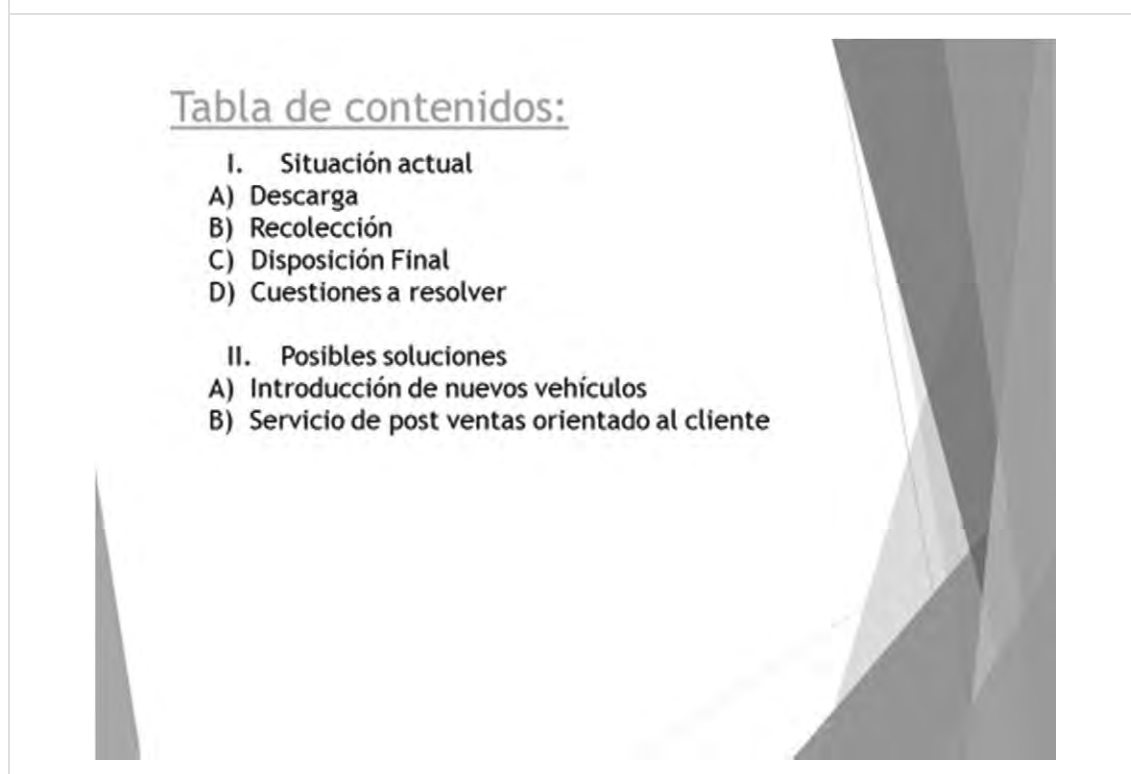 Tabla de contenidos:
I. Situación actual
A) Descarga
B) Recolección
C) Disposición Final
D) Cuestiones a resolver
II. Posibles soluciones
A) Introducción de nuevos vehículos
B) Servicio de post ventas orientado al cliente